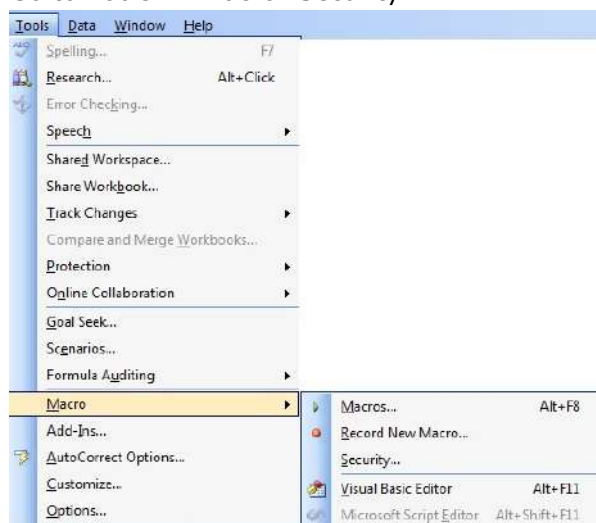 Tools Data Window Help
Spelling... F7
Research... Alt+Click
Error Checking...
Speech
Shared Workspace...
Share Workbook...
Track Changes
Compare and Merge Workbooks...
Protection
Online Collaboration
Goal Seek...
Scenarios...
Formula Auditing
Macro
Macros... Alt+F8
Add-Ins...
Record New Macro...
AutoCorrect Options...
Security...
Customize...
Visual Basic Editor Alt+F11
Options...
Microsoft Script Editor Alt+Shift+F11